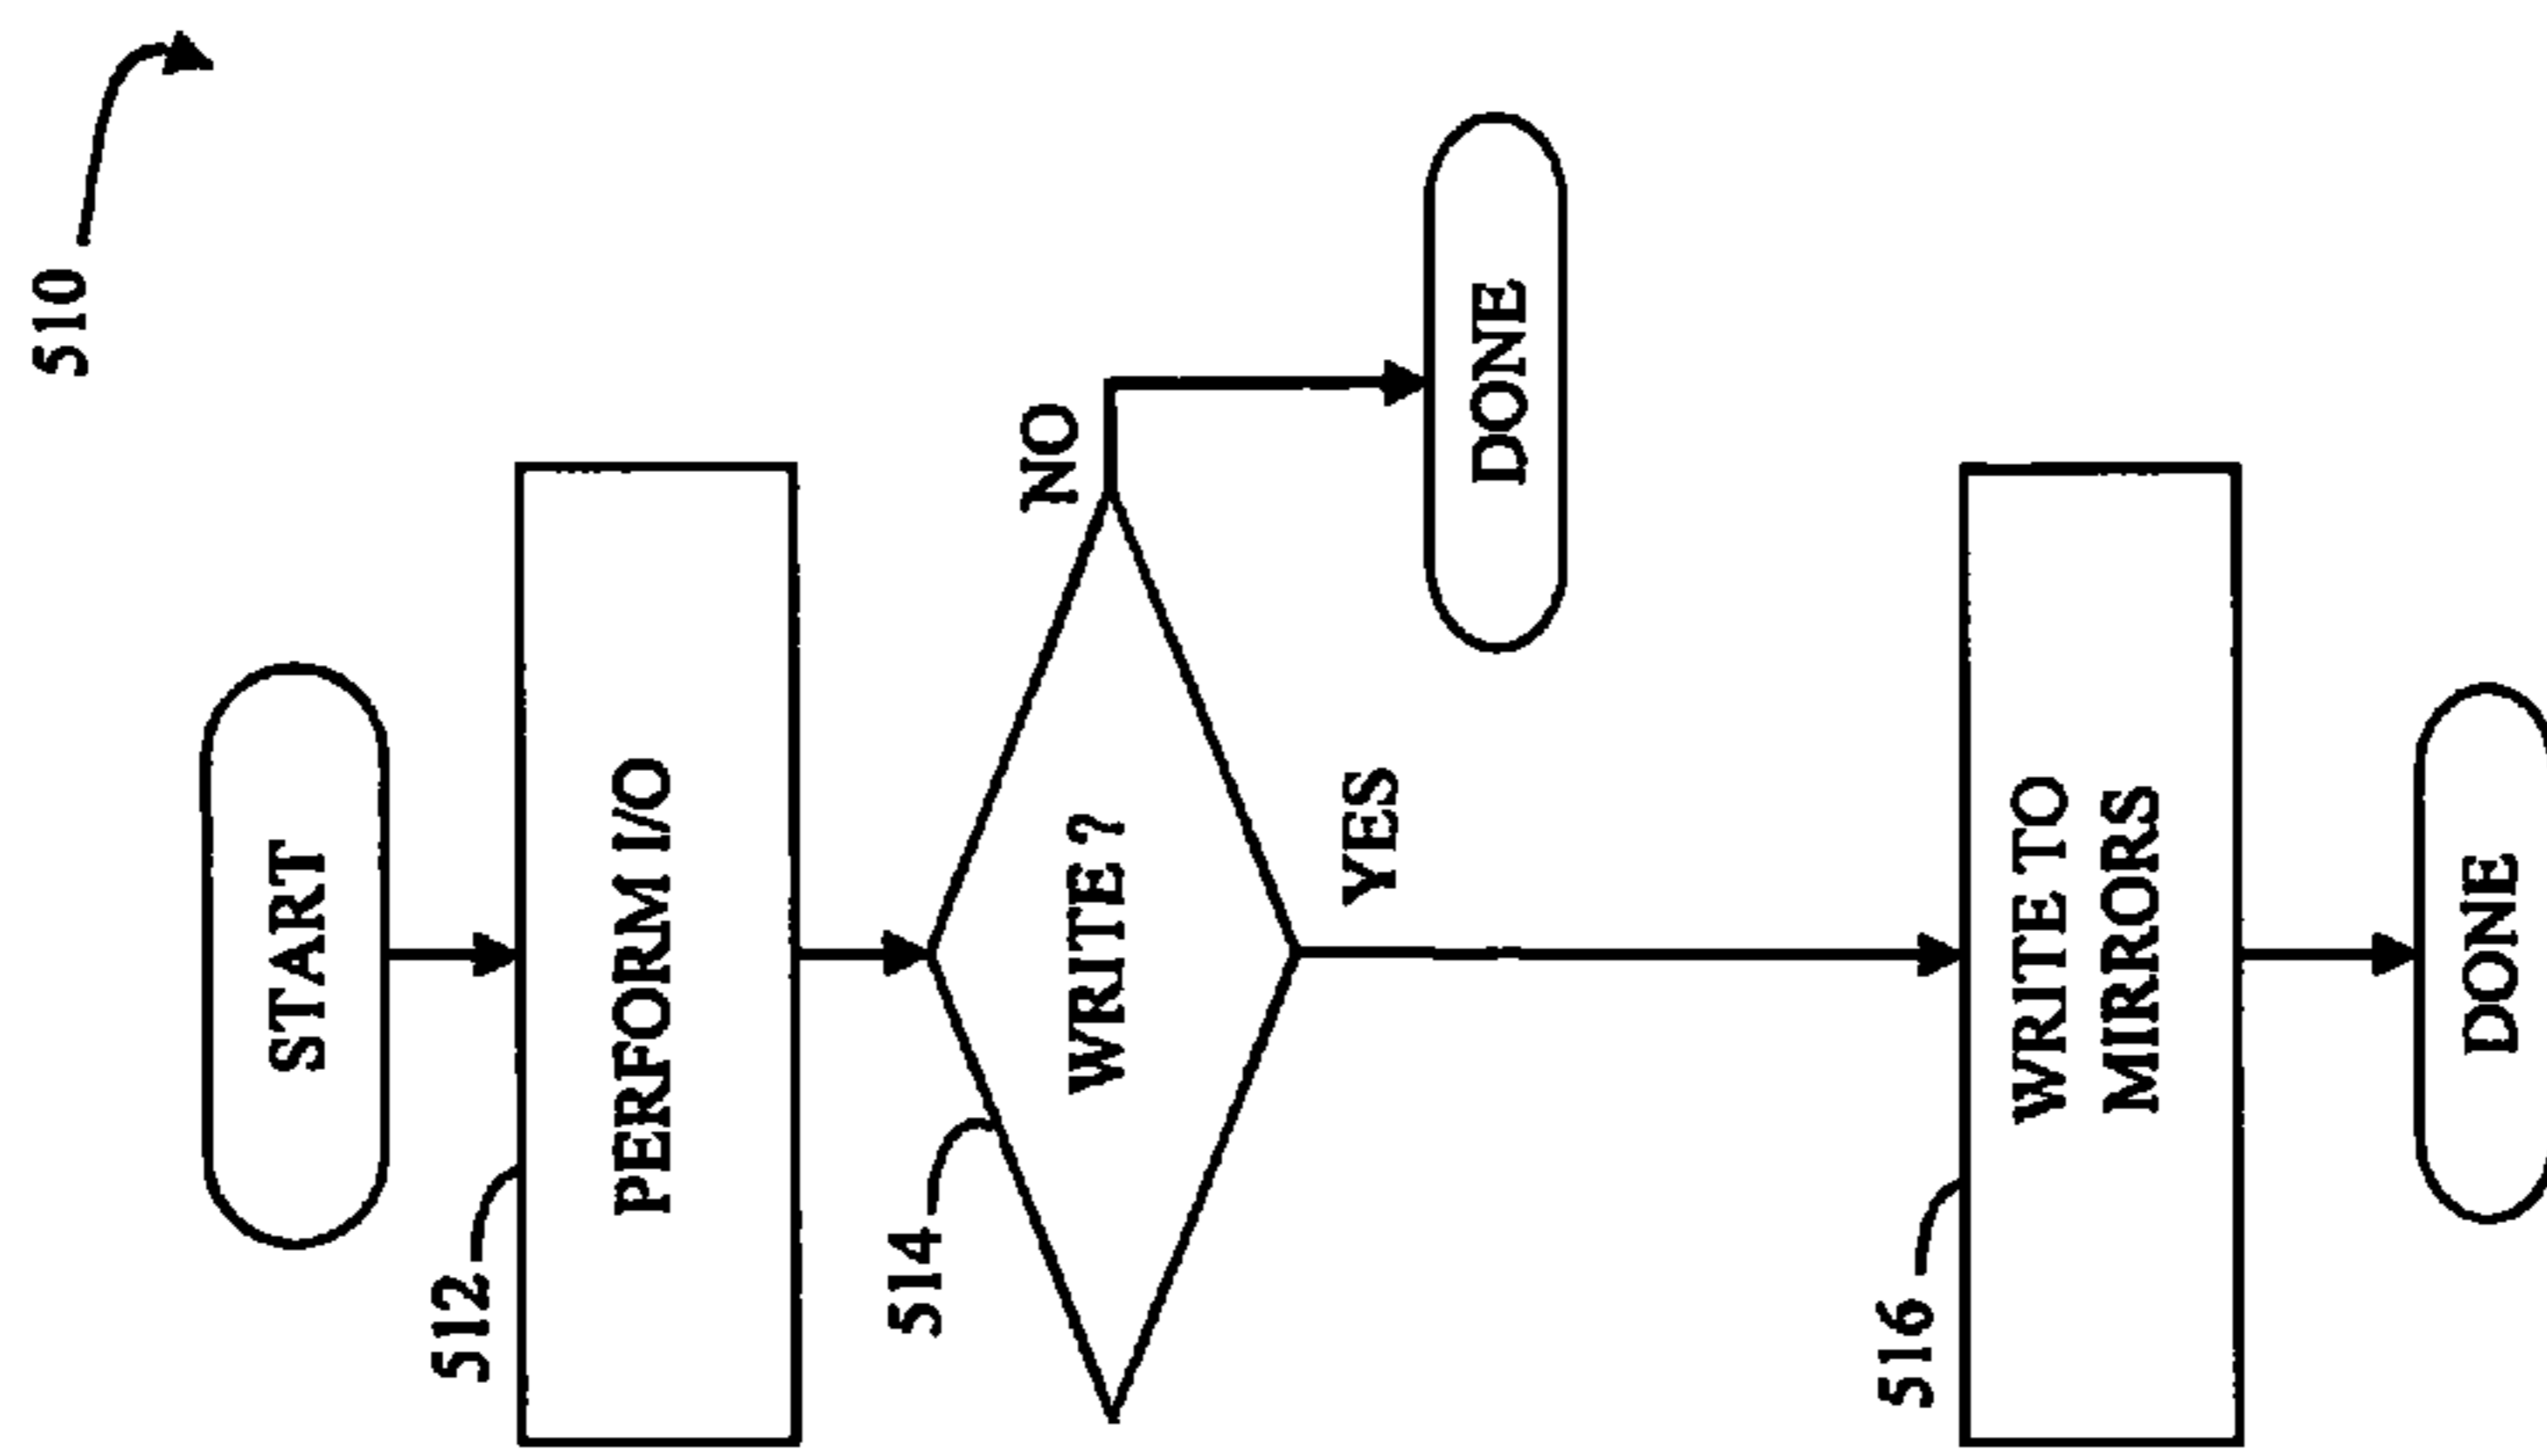 510
START
512
PERFORM I/O
514
WRITE ?
NO
YES
DONE
516
WRITE TO
MIRRORS
DONE